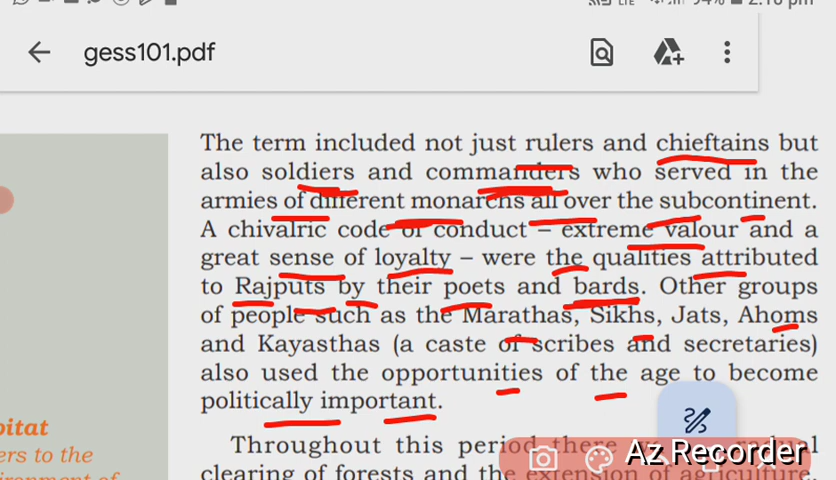 gess101.pdf
The term included not just rulers and chieftains but
also soldiers and commanders who served in the
armies of different monarchs all over the subcontinent.
A chivalric code of conduct – extreme valour and a
great sense of loyalty – were the qualities attributed
to Rajputs by their poets and bards. Other groups
of people such as the Marathas, Sikhs, Jats, Ahoms
and Kayasthas (a caste of scribes and secretaries)
also used the opportunities of the age to become
politically important.
bitat
ers to the
Throughout this period there
Az Recorder
clearing of forests and the extension of agriculture.